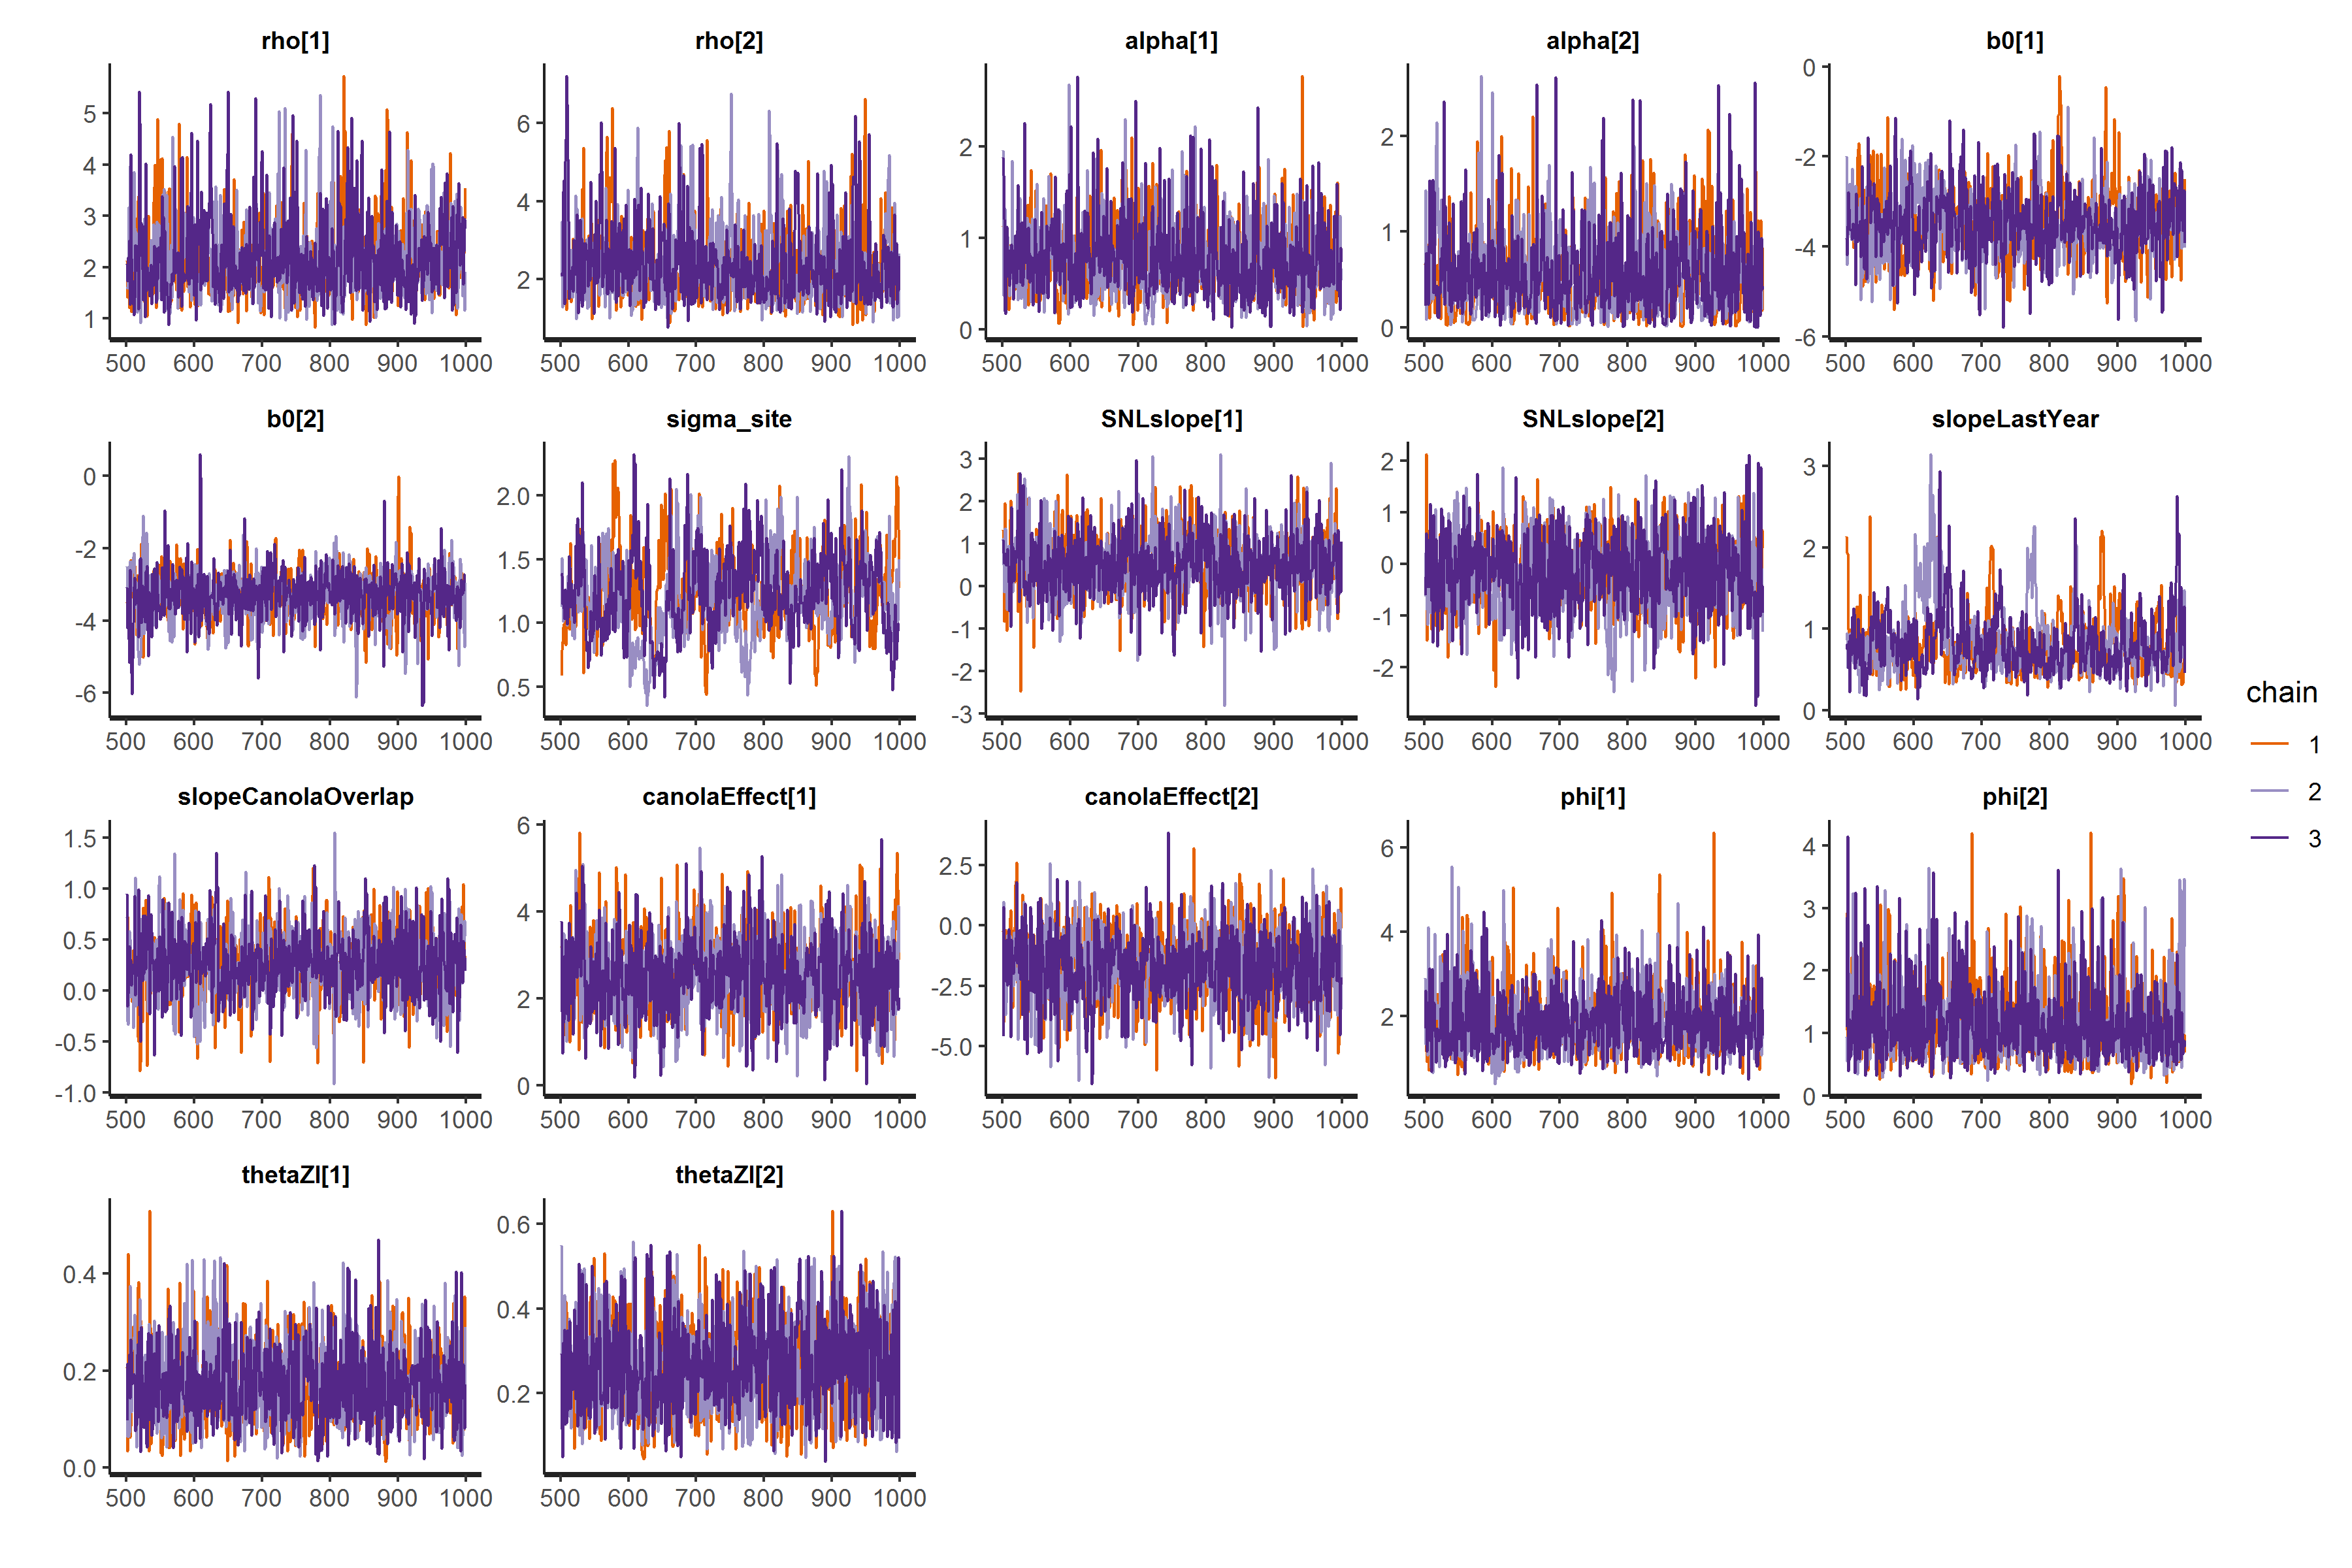 rho[1] rho[2] alpha[1] alpha[2] b0[1]
5 4 3 2 1
6 4 2
2 1 0
2 1 0
0 -2 -4 -6
500 600 700 800 900 1000 500 600 700 800 900 1000 500 600 700 800 900 1000 500 600 700 800 900 1000 500 600 700 800 900 1000
b0[2] sigma_site SNLslope[1] SNLslope[2] slopeLastYear
0 -2 -4 -6
2.0 1.5 1.0 0.5
3 2 1 0 -1 -2 -3
2 1 0 -1 -2
3 2 1 0
500 600 700 800 900 1000 500 600 700 800 900 1000 500 600 700 800 900 1000 500 600 700 800 900 1000 500 600 700 800 900 1000
slopeCanolaOverlap canolaEffect[1] canolaEffect[2] phi[1] phi[2]
1.5 1.0 0.5 0.0 -0.5 -1.0
6 4 2 0
2.5 0.0 -2.5 -5.0
6 4 2
4 3 2 1 0
500 600 700 800 900 1000 500 600 700 800 900 1000 500 600 700 800 900 1000 500 600 700 800 900 1000 500 600 700 800 900 1000
thetaZI[1] thetaZI[2]
0.4 0.2 0.0
0.6 0.4 0.2
500 600 700 800 900 1000 500 600 700 800 900 1000
chain
1
2
3